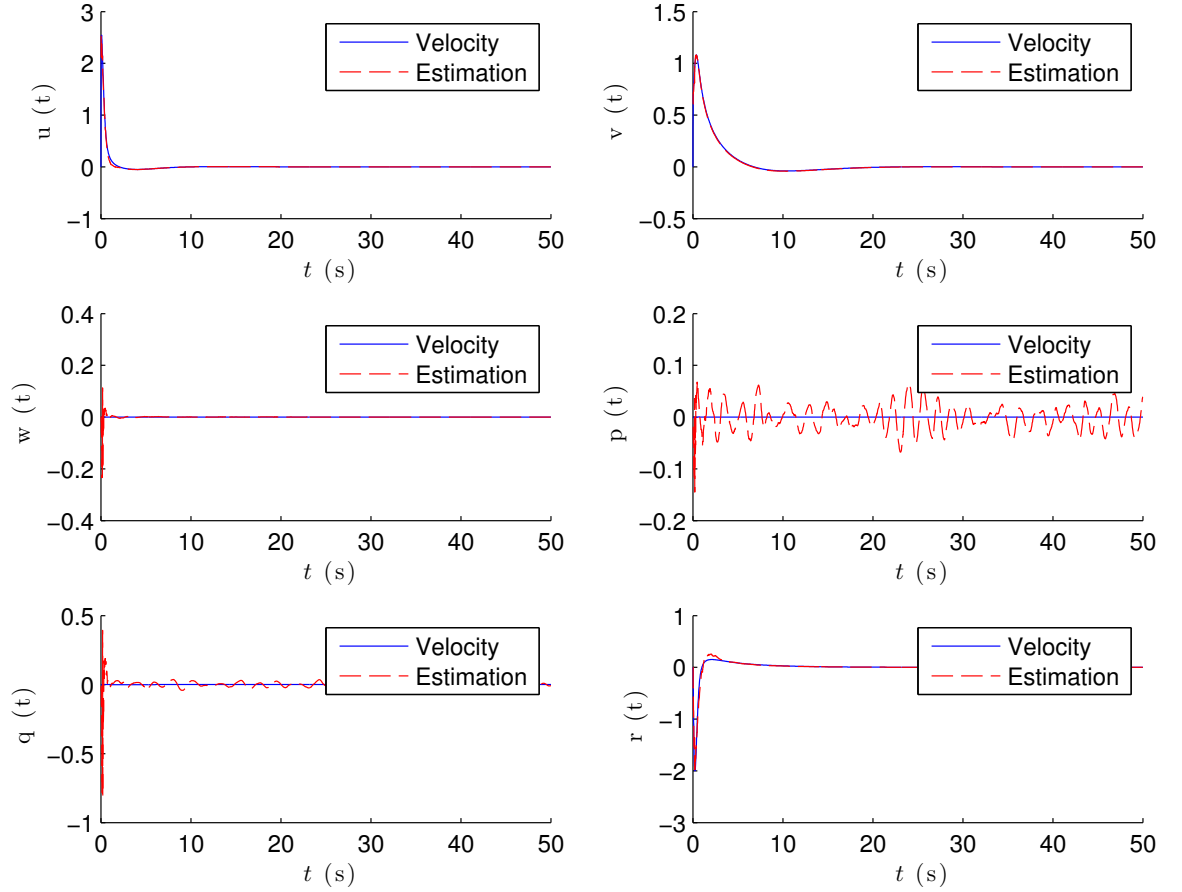 3
2
1
0
−1
u (t)
Velocity
Estimation
0 10 20 30 40 50
t (s)
1.5
1
0.5
0
−0.5
v (t)
Velocity
Estimation
0 10 20 30 40 50
t (s)
0.4
0.2
0
−0.2
−0.4
w (t)
Velocity
Estimation
0 10 20 30 40 50
t (s)
0.2
0.1
0
−0.1
−0.2
p (t)
Velocity
Estimation
0 10 20 30 40 50
t (s)
0.5
0
−0.5
−1
q (t)
Velocity
Estimation
0 10 20 30 40 50
t (s)
1
0
−1
−2
−3
r (t)
Velocity
Estimation
0 10 20 30 40 50
t (s)